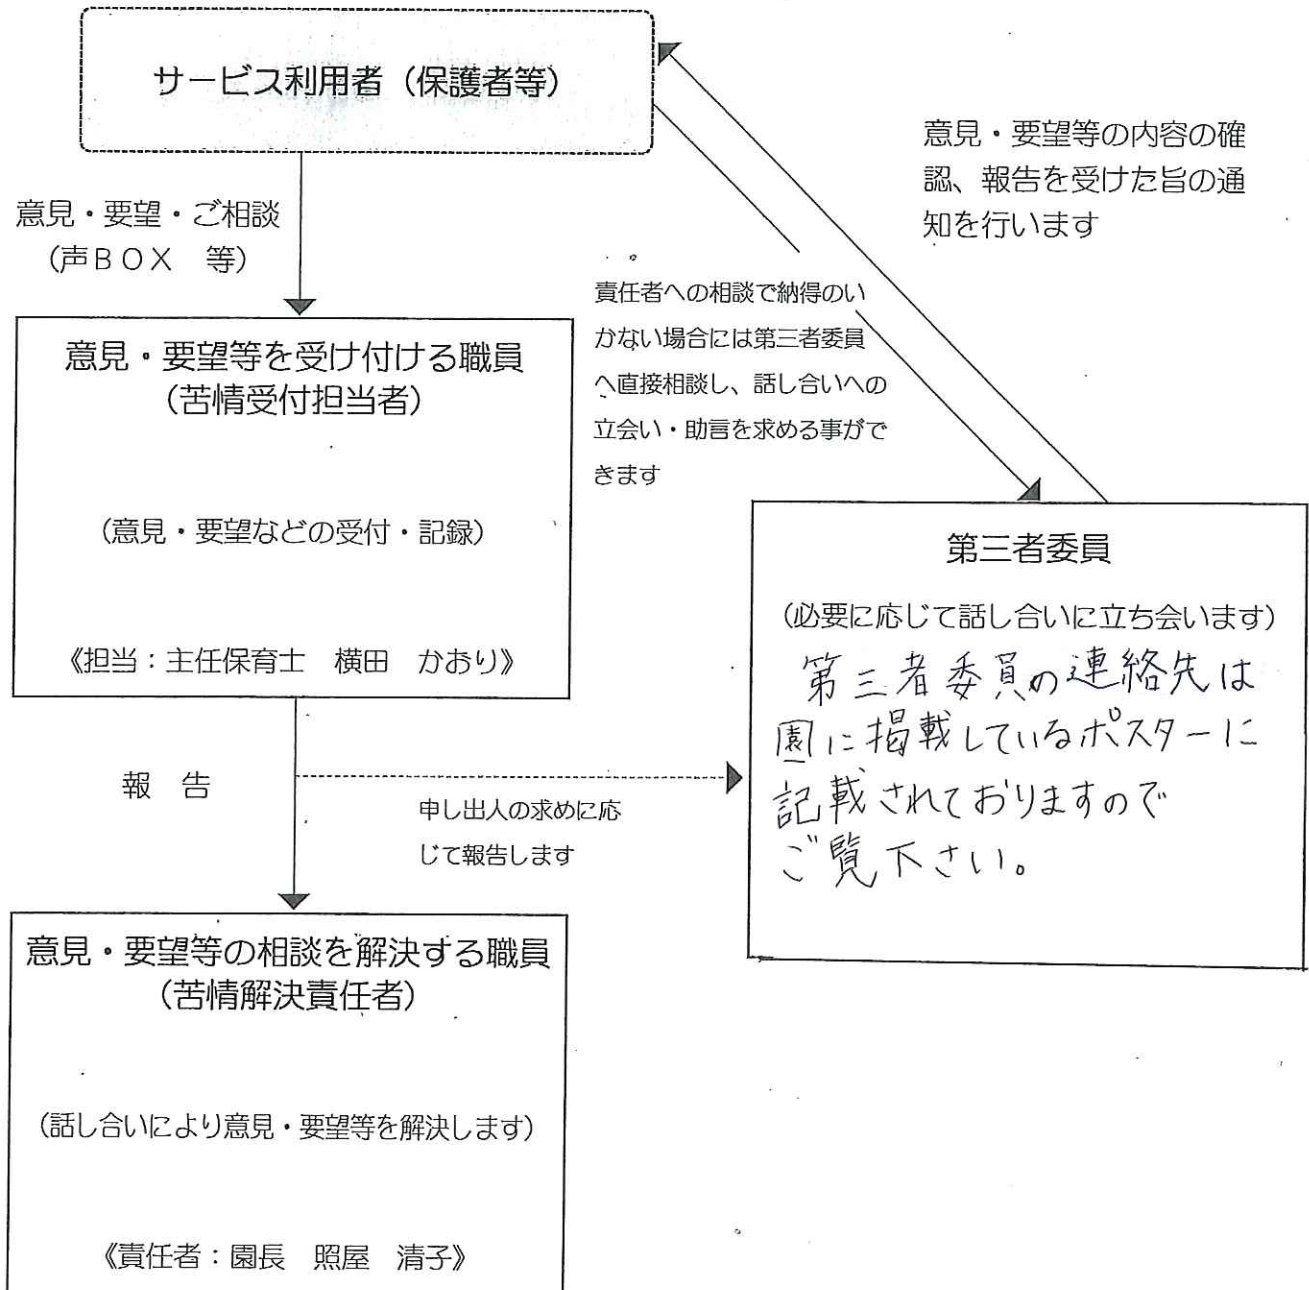 サービス利用者（保護者等）
意見・要望等の内容の確
認、報告を受けた旨の通
知を行います
意見・要望・ご相談
（声ＢＯＸ　等）
責任者への相談で納得のい
かない場合には第三者委員
へ直接相談し、話し合いへの
立会い・助言を求める事がで
きます
意見・要望等を受け付ける職員
（苦情受付担当者）
（意見・要望などの受付・記録）
《担当：主任保育士　横田　かおり》
第三者委員
（必要に応じて話し合いに立ち会います）
第三者委員の連絡先は
園に掲載しているポスターに
記載されておりますので
ご覧下さい。
報　告
申し出人の求めに応
じて報告します
意見・要望等の相談を解決する職員
（苦情解決責任者）
（話し合いにより意見・要望等を解決します）
《責任者：園長　照屋　清子》